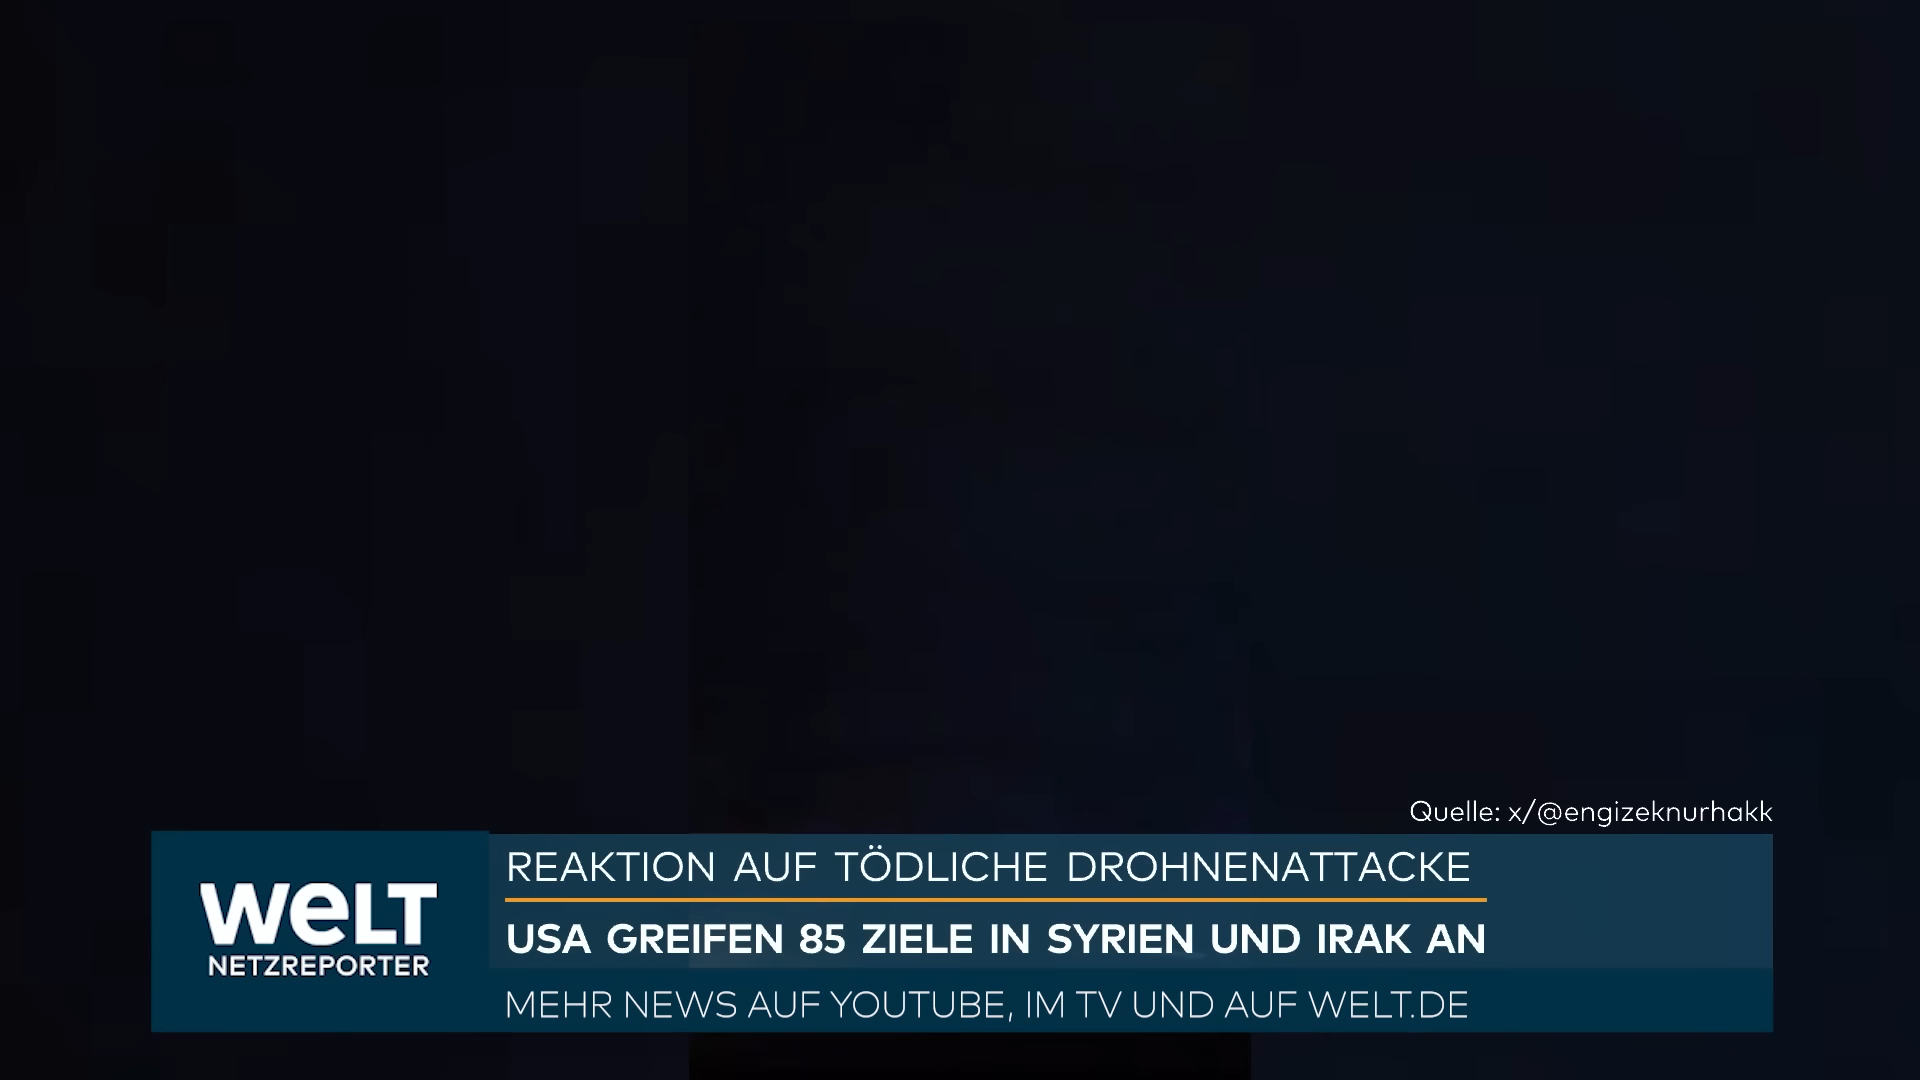 Quelle: x/@engizeknurhakk
REAKTION AUF TÖDLICHE DROHNENATTACKE
WELT
NETZREPORTER
USA GREIFEN 85 ZIELE IN SYRIEN UND IRAK AN
MEHR NEWS AUF YOUTUBE, IM TV UND AUF WELT.DE